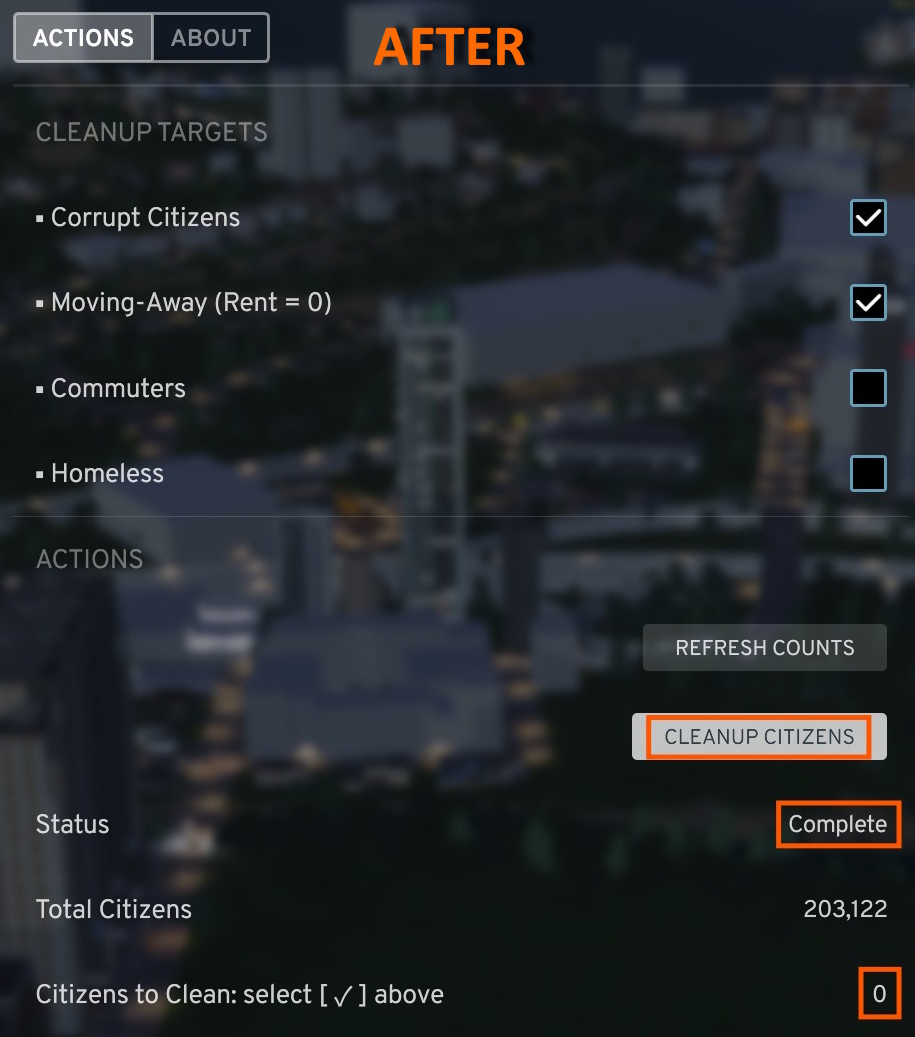 ACTIONS ABOUT AFTER
CLEANUP TARGETS
▪ Corrupt Citizens
▪ Moving-Away (Rent = 0)
▪ Commuters
▪ Homeless
ACTIONS
REFRESH COUNTS
CLEANUP CITIZENS
Status Complete
Total Citizens 203,122
Citizens to Clean: select [ ✓ ] above 0